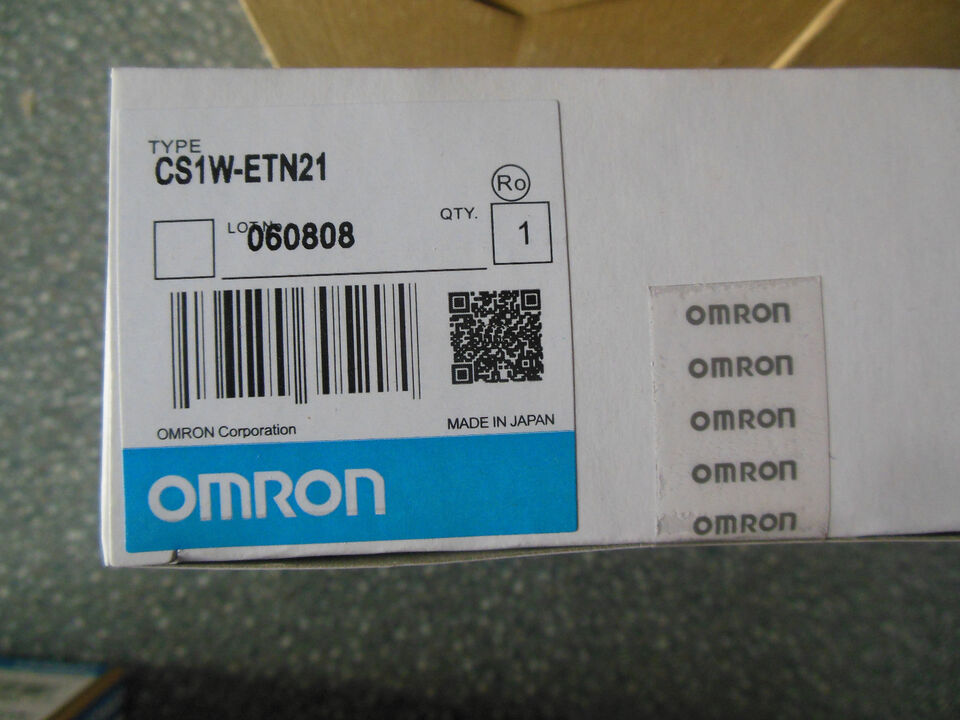 TYPE
CS1W-ETN21
Ro
LOT No
060808
QTY.
1
OMRON Corporation
MADE IN JAPAN
OMRON
OMRON
OMRON
OMRON
OMRON
OMRON